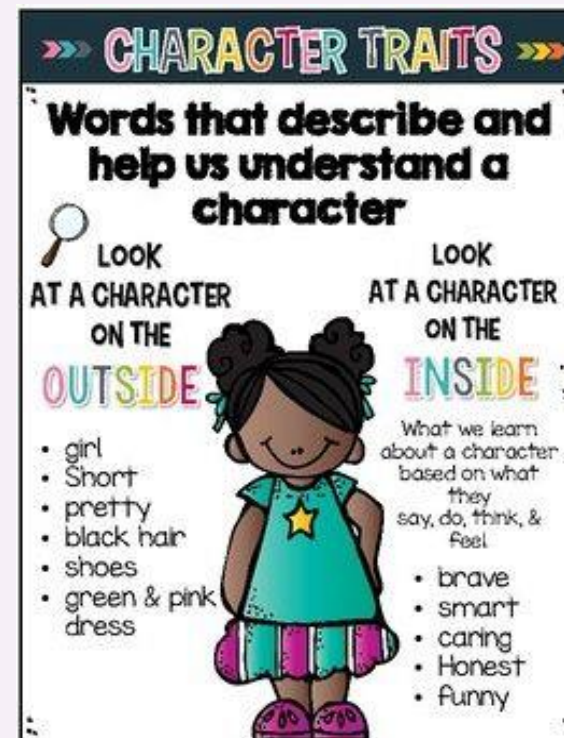 CHARACTER TRAITS
Words that describe and
help us understand a
character
LOOK
AT A CHARACTER
ON THE
OUTSIDE
• girl
• Short
• pretty
• black hair
• shoes
• green & pink
dress
LOOK
AT A CHARACTER
ON THE
INSIDE
What we learn
about a character
based on what
they
say, do, think, &
feel
• brave
• smart
• caring
• Honest
• funny